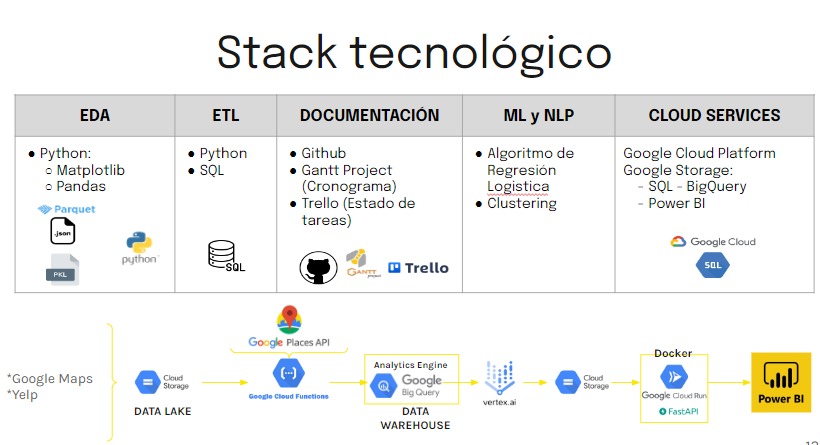 Stack tecnológico
EDA
ETL
DOCUMENTACIÓN
ML y NLP
CLOUD SERVICES
● Python:
○ Matplotlib
○ Pandas
Parquet
.json
PKL
python
● Python
● SQL
SQL
● Github
● Gantt Project
(Cronograma)
● Trello (Estado de
tareas)
GANTT
project
Trello
● Algoritmo de
Regresión
Logistica
● Clustering
Google Cloud Platform
Google Storage:
- SQL - BigQuery
- Power BI
Google Cloud
SQL
*Google Maps
*Yelp
Cloud
Storage
DATA LAKE
Google Places API
Google Cloud Functions
Analytics Engine
Google
Big Query
DATA
WAREHOUSE
vertex.ai
Cloud
Storage
Docker
Google Cloud Run
FastAPI
Power BI